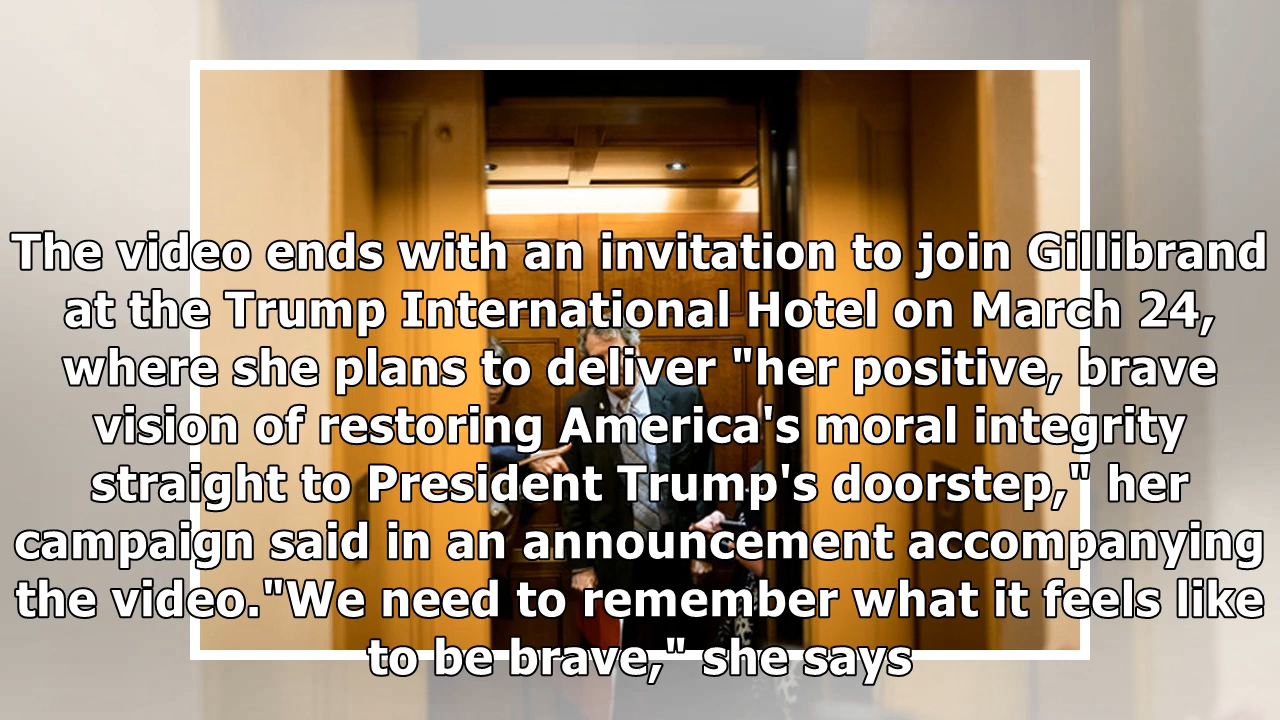 The video ends with an invitation to join Gillibrand
at the Trump International Hotel on March 24,
where she plans to deliver "her positive, brave
vision of restoring America's moral integrity
straight to President Trump's doorstep," her
campaign said in an announcement accompanying
the video."We need to remember what it feels like
to be brave," she says